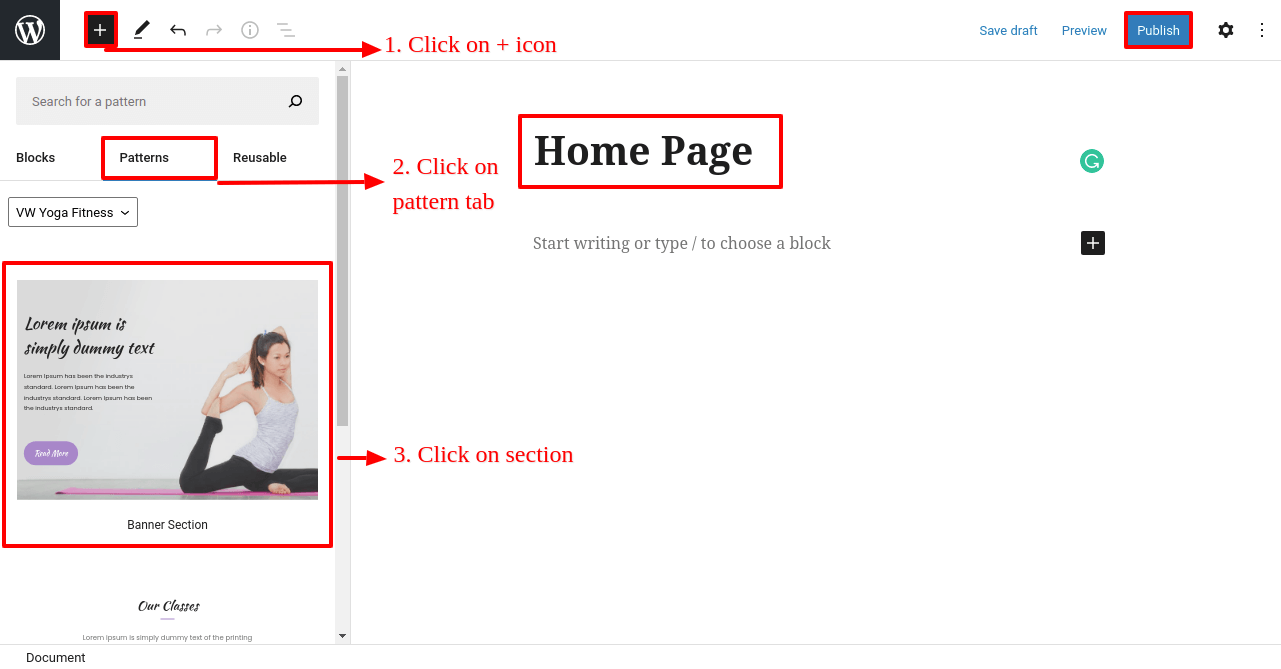 1. Click on + icon
Save draft
Preview
Publish
Search for a pattern
Blocks
Patterns
Reusable
2. Click on
pattern tab
VW Yoga Fitness
Home Page
Start writing or type / to choose a block
Lorem ipsum is
simply dummy text
Lorem ipsum has been the industrys
standard. Lorem ipsum has been the
industrys standard. Lorem ipsum has been
the industrys standard.
Read More
Banner Section
3. Click on section
Our Classes
Lorem ipsum is simply dummy text of the printing
Document